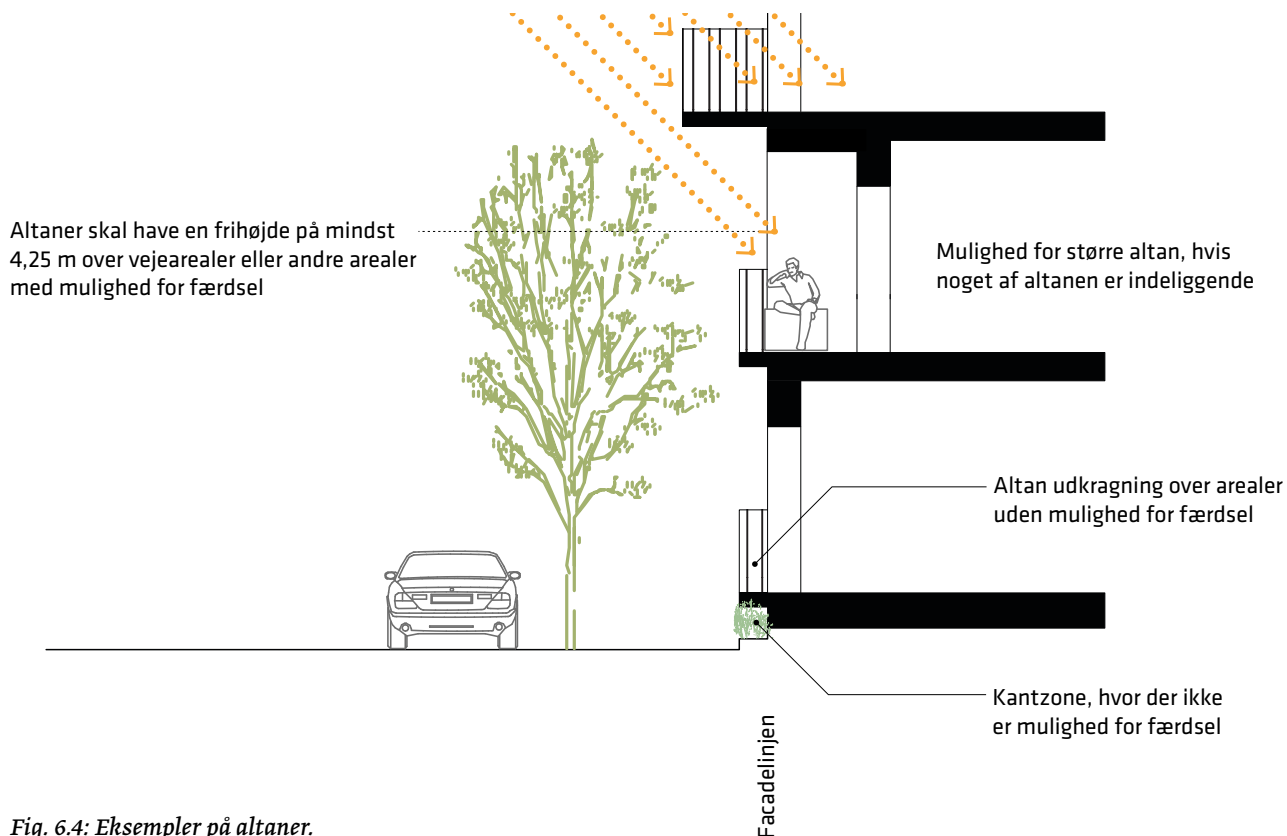 Altaner skal have en frihøjde på mindst
4,25 m over vejearealer eller andre arealer
med mulighed for færdsel
Mulighed for større altan, hvis
noget af altanen er indeliggende
Altan udkragning over arealer
uden mulighed for færdsel
Kantzone, hvor der ikke
er mulighed for færdsel
Facadelinjen
Fig. 6.4: Eksempler på altaner.